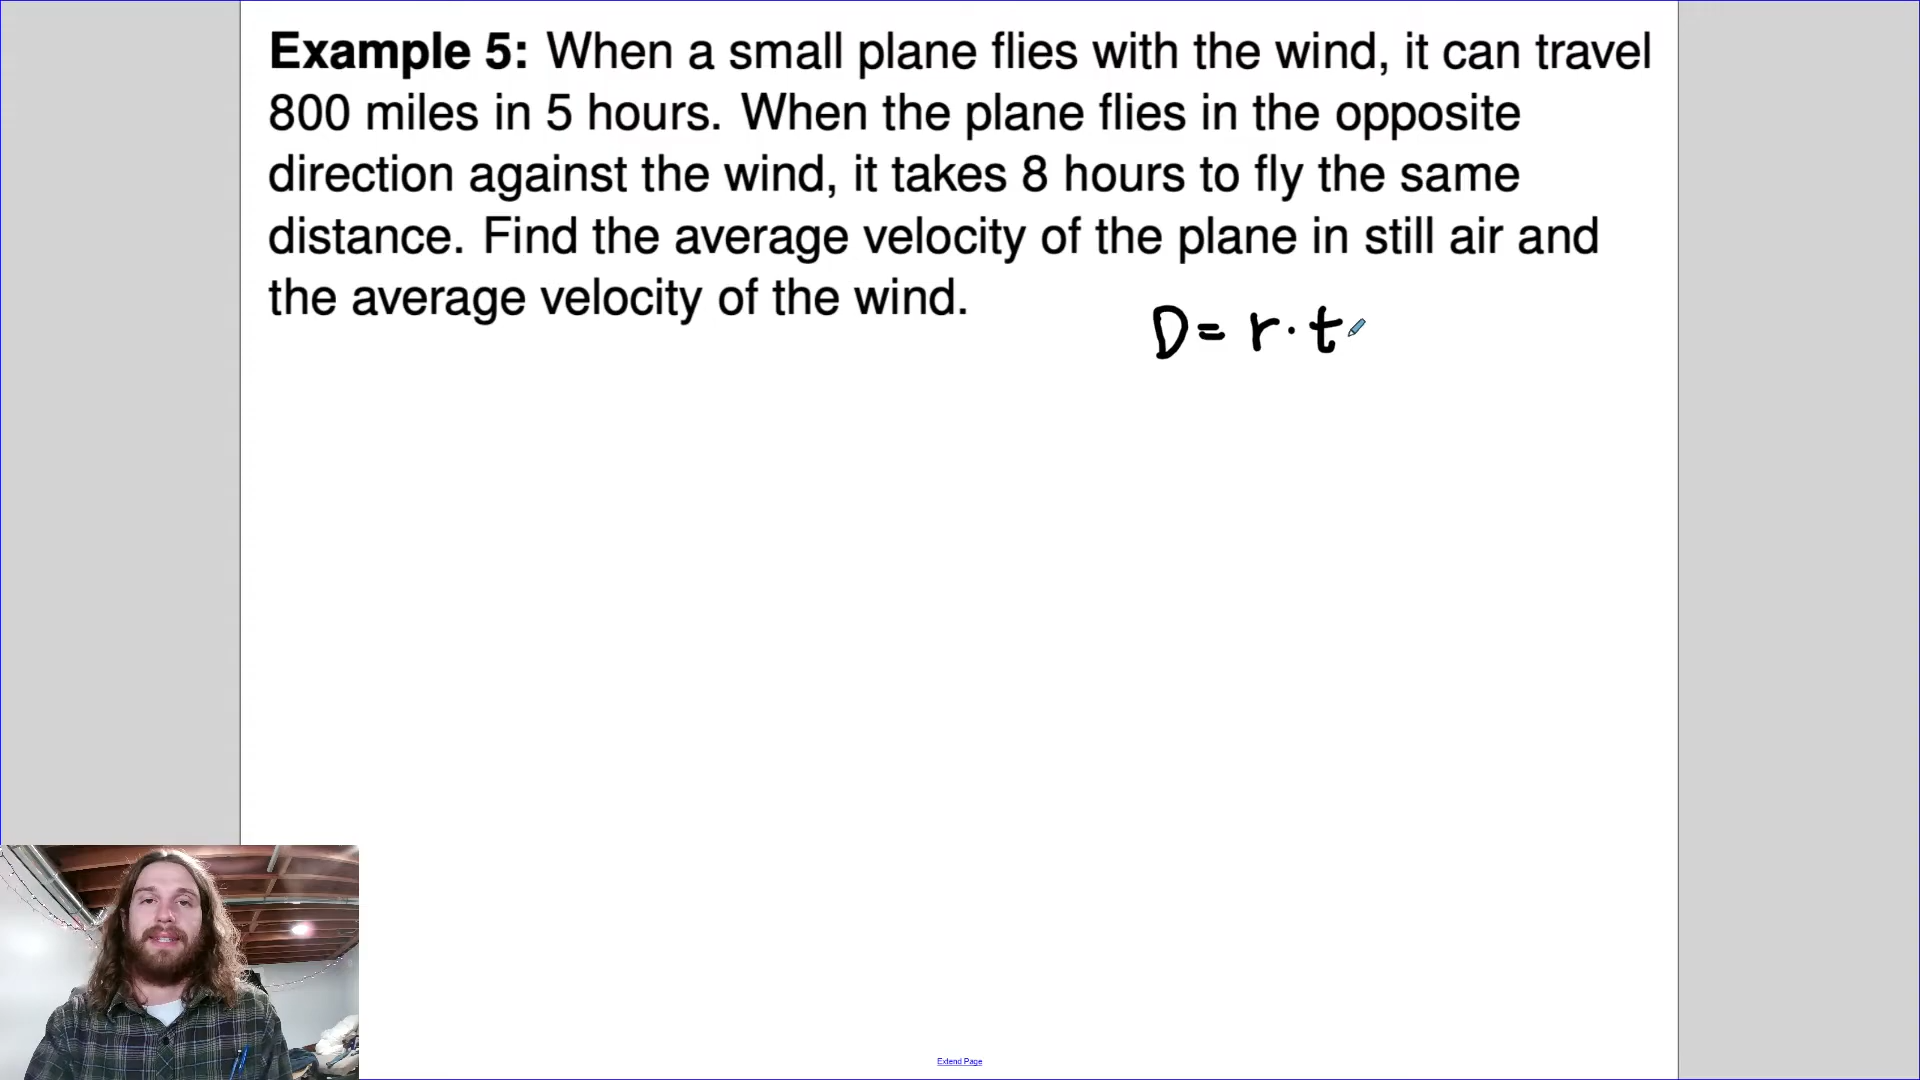 Example 5: When a small plane flies with the wind, it can travel
800 miles in 5 hours. When the plane flies in the opposite
direction against the wind, it takes 8 hours to fly the same
distance. Find the average velocity of the plane in still air and
the average velocity of the wind.
D = r · t
Extend Page